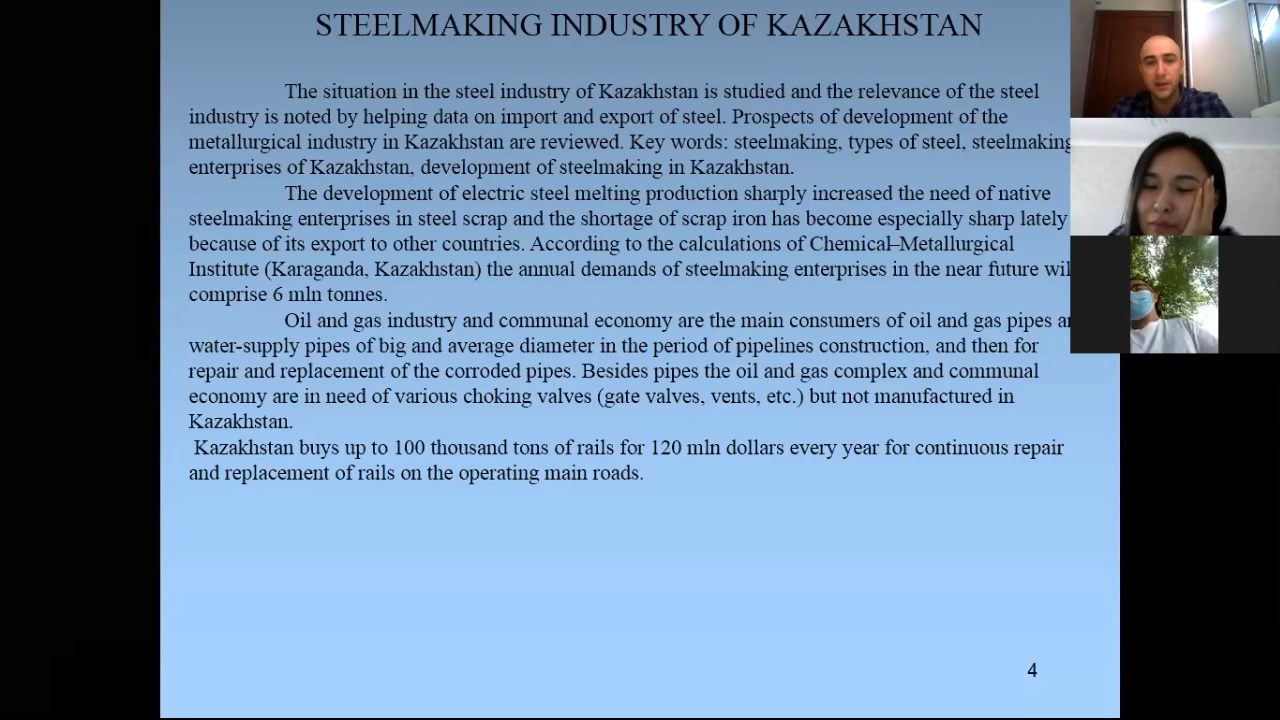 STEELMAKING INDUSTRY OF KAZAKHSTAN
The situation in the steel industry of Kazakhstan is studied and the relevance of the steel
industry is noted by helping data on import and export of steel. Prospects of development of the
metallurgical industry in Kazakhstan are reviewed. Key words: steelmaking, types of steel, steelmaking
enterprises of Kazakhstan, development of steelmaking in Kazakhstan.
The development of electric steel melting production sharply increased the need of native
steelmaking enterprises in steel scrap and the shortage of scrap iron has become especially sharp lately
because of its export to other countries. According to the calculations of Chemical–Metallurgical
Institute (Karaganda, Kazakhstan) the annual demands of steelmaking enterprises in the near future wil
comprise 6 mln tonnes.
Oil and gas industry and communal economy are the main consumers of oil and gas pipes
water-supply pipes of big and average diameter in the period of pipelines construction, and then for
repair and replacement of the corroded pipes. Besides pipes the oil and gas complex and communal
economy are in need of various choking valves (gate valves, vents, etc.) but not manufactured in
Kazakhstan.
Kazakhstan buys up to 100 thousand tons of rails for 120 mln dollars every year for continuous repair
and replacement of rails on the operating main roads.
4